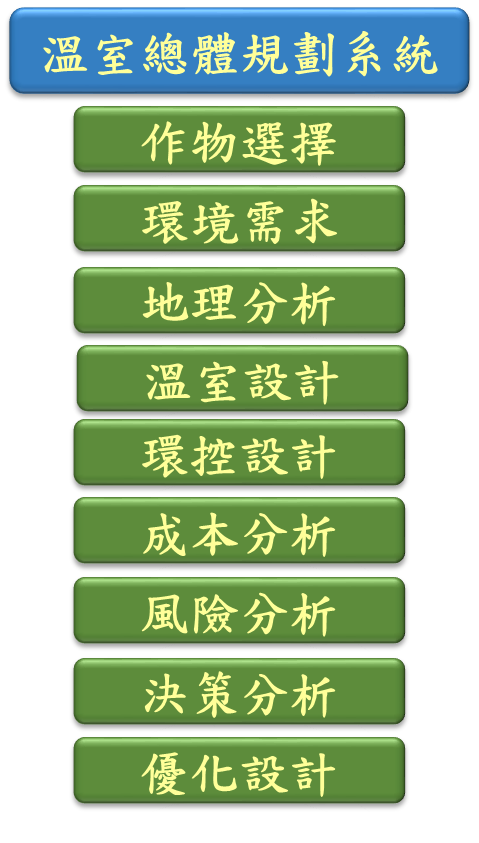 溫室總體規劃系統
作物選擇
環境需求
地理分析
溫室設計
環控設計
成本分析
風險分析
決策分析
優化設計